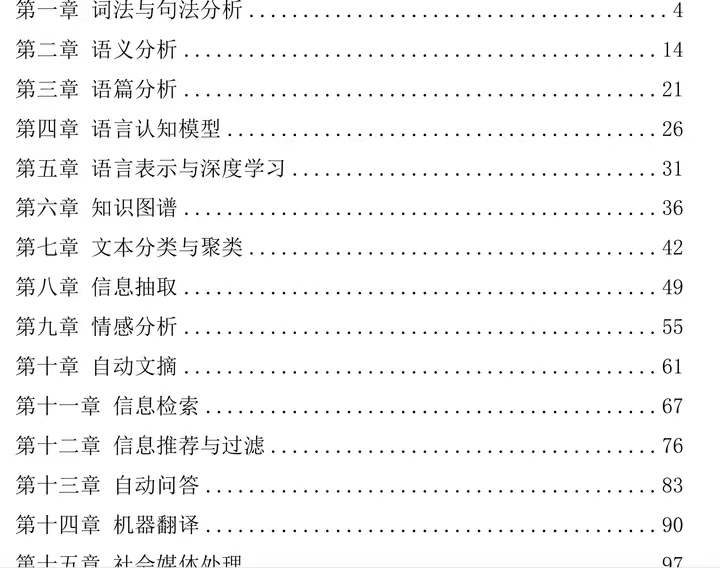 第一章 词法与句法分析........................................4
第二章 语义分析.............................................14
第三章 语篇分析.............................................21
第四章 语言认知模型.........................................26
第五章 语言表示与深度学习...................................31
第六章 知识图谱.............................................36
第七章 文本分类与聚类.......................................42
第八章 信息抽取.............................................49
第九章 情感分析.............................................55
第十章 自动文摘.............................................61
第十一章 信息检索...........................................67
第十二章 信息推荐与过滤.....................................76
第十三章 自动问答...........................................83
第十四章 机器翻译...........................................90
第十五章 社会媒体处理.......................................97